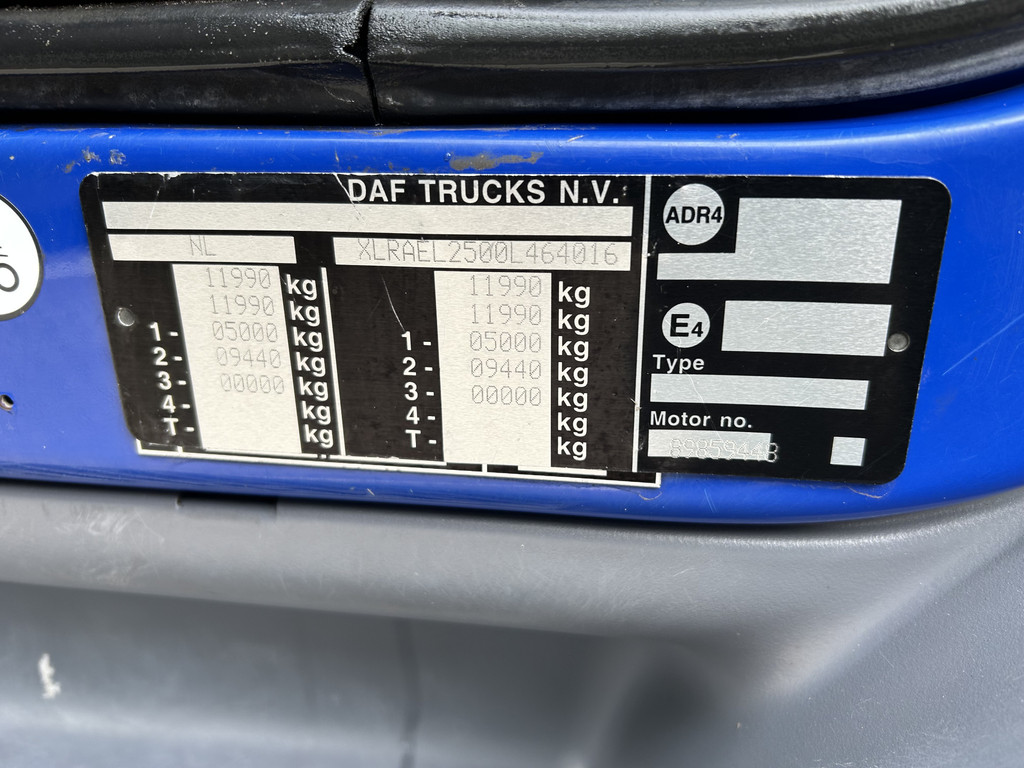 DAF TRUCKS N.V.
NL XLRAEL2500L464016
11990 kg 11990 kg
11990 kg 11990 kg
1- 05000 kg 1- 05000 kg
2- 09440 kg 2- 09440 kg
3- 00000 kg 3- 00000 kg
4- kg 4- kg
T- kg T- kg
ADR4
E4
Type
Motor no.